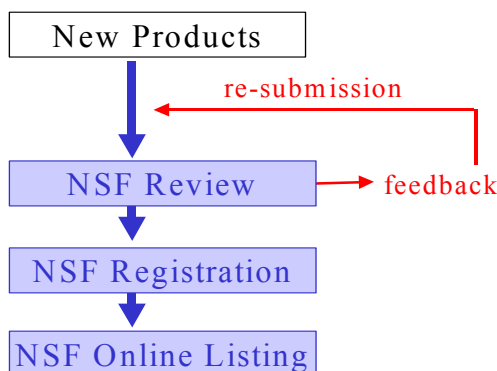 New Products
re-submission
NSF Review
feedback
NSF Registration
NSF Online Listing